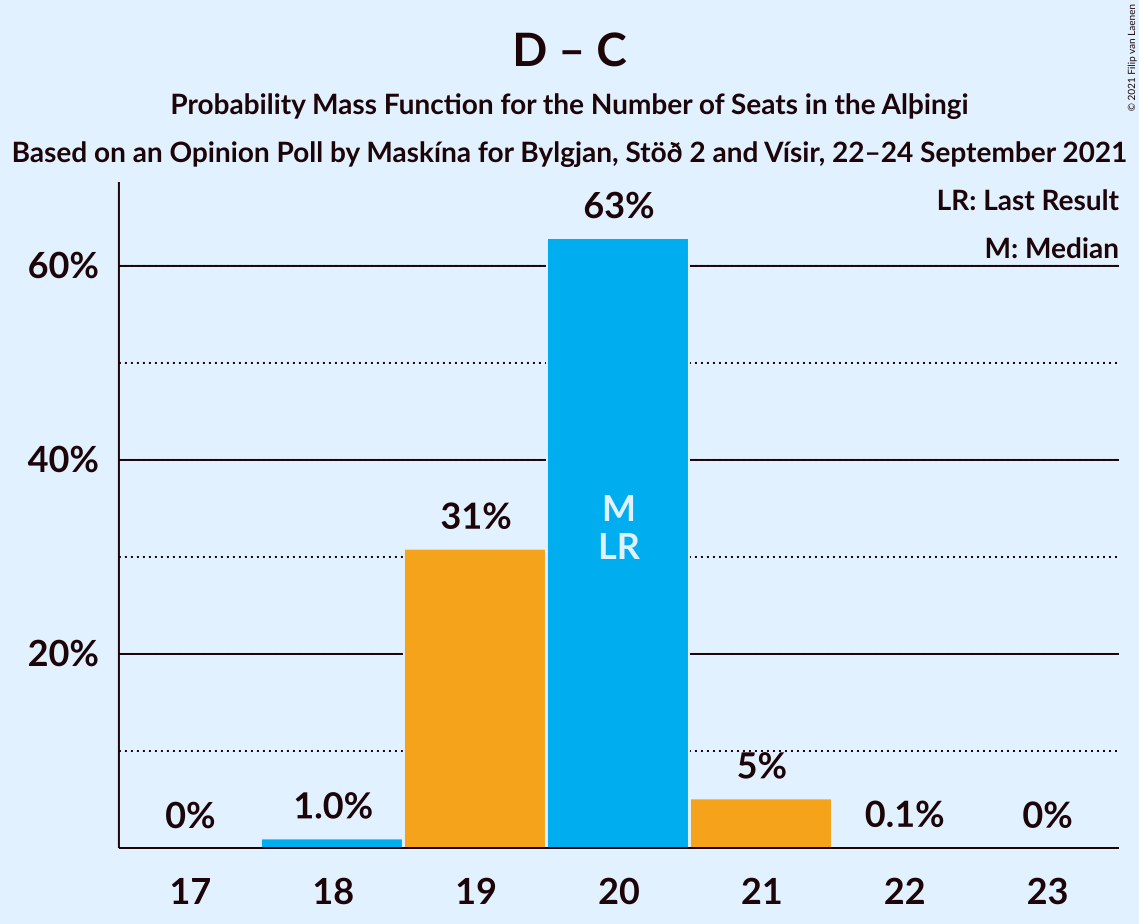 D – C
Probability Mass Function for the Number of Seats in the Alþingi
Based on an Opinion Poll by Maskína for Bylgjan, Stöð 2 and Vísir, 22–24 September 2021
© 2021 Filip van Laenen
LR: Last Result
M: Median
63%
60%
40%
31%
M
LR
20%
5%
0%
1.0%
0.1%
0%
17
18
19
20
21
22
23